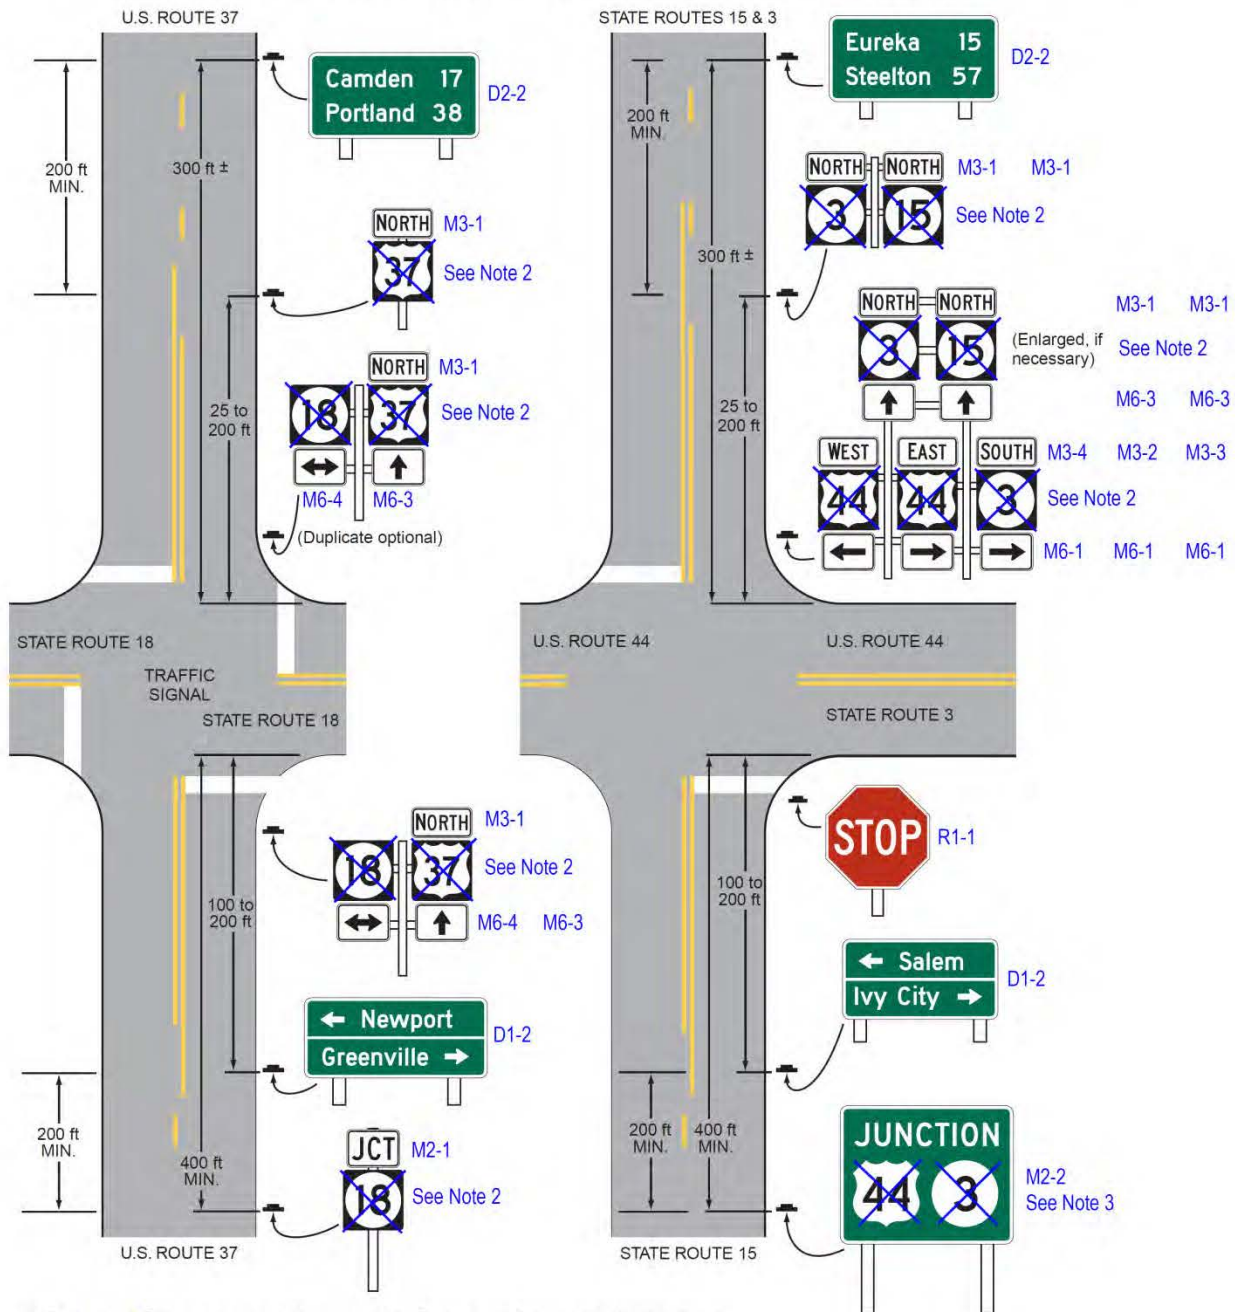 U.S. ROUTE 37
Camden 17
Portland 38
D2-2
200 ft
MIN.
300 ft ±
NORTH
M3-1
37
See Note 2
NORTH
M3-1
18
37
See Note 2
M6-4
M6-3
(Duplicate optional)
25 to
200 ft
STATE ROUTE 18
TRAFFIC
SIGNAL
STATE ROUTE 18
NORTH
M3-1
18
37
See Note 2
M6-4
M6-3
100 to
200 ft
← Newport
Greenville →
D1-2
200 ft
MIN.
400 ft
MIN.
JCT
M2-1
18
See Note 2
U.S. ROUTE 37
STATE ROUTES 15 & 3
Eureka 15
Steelton 57
D2-2
200 ft
MIN.
NORTH
NORTH
M3-1
M3-1
3
15
See Note 2
300 ft ±
NORTH
NORTH
M3-1
M3-1
3
15
(Enlarged, if
necessary)
See Note 2
M6-3
M6-3
25 to
200 ft
WEST
EAST
SOUTH
M3-4
M3-2
M3-3
44
44
3
See Note 2
M6-1
M6-1
M6-1
U.S. ROUTE 44
U.S. ROUTE 44
STATE ROUTE 3
STOP
R1-1
100 to
200 ft
← Salem
Ivy City →
D1-2
200 ft
MIN.
400 ft
MIN.
JUNCTION
44
3
M2-2
See Note 3
STATE ROUTE 15